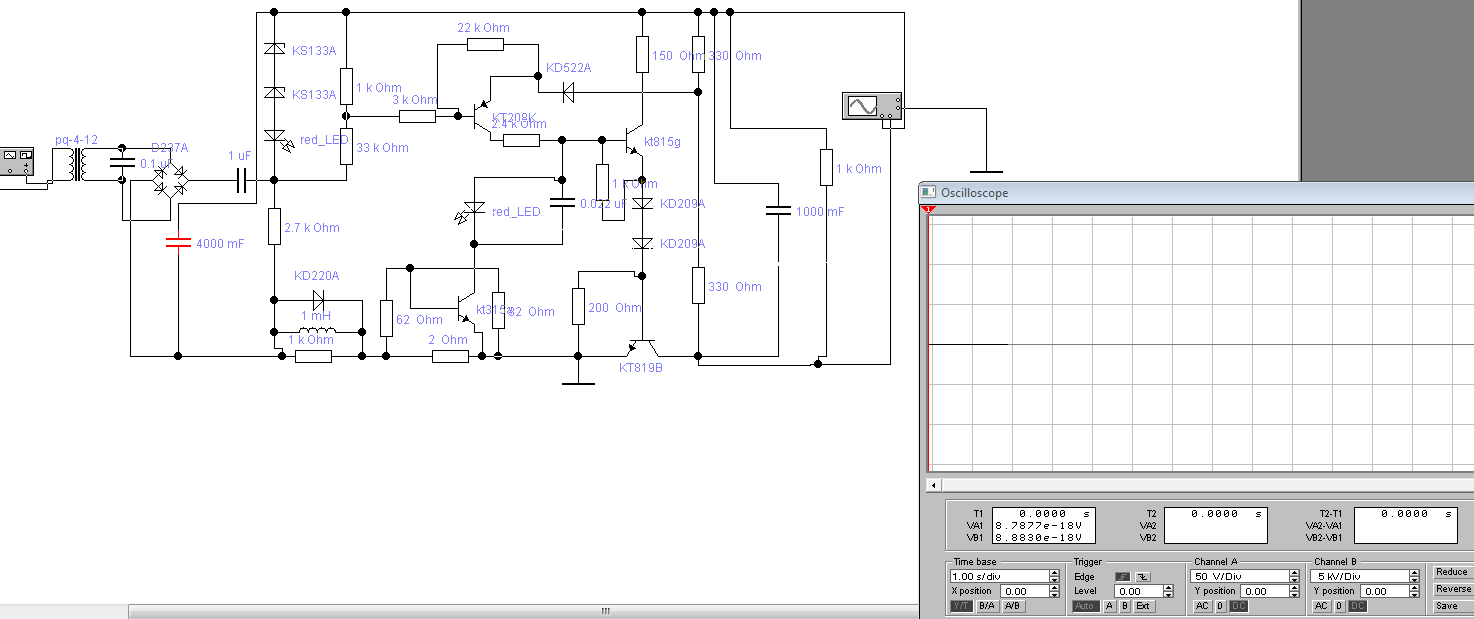 22 k Ohm
KS133A
150 Ohm
330 Ohm
KD522A
1 k Ohm
KS133A
3 k Ohm
KT209K
2.4 k Ohm
pq-4-12
D237A
red_LED
kt815g
0.1 uF
33 k Ohm
1 uF
1 k Ohm
1 k Ohm
Oscilloscope
1
red_LED
0.022 uF
KD209A
1000 mF
2.7 k Ohm
4000 mF
KD209A
KD220A
330 Ohm
1 mH
62 Ohm
kt315a
82 Ohm
200 Ohm
1 k Ohm
2 Ohm
KT819B
T1 0.0000 s
VA1 8.7877e-18V
VB1 8.8830e-18V
T2 0.0000 s
VA2
VB2
T2-T1 0.0000 s
VA2-VA1
VB2-VB1
Time base
1.00 s/div
X position 0.00
Y/T B/A A/B
Trigger
Edge
Level 0.00
Auto A B Ext
Channel A
50 V/Div
Y position 0.00
AC 0 DC
Channel B
5 kV/Div
Y position 0.00
AC 0 DC
Reduce
Reverse
Save